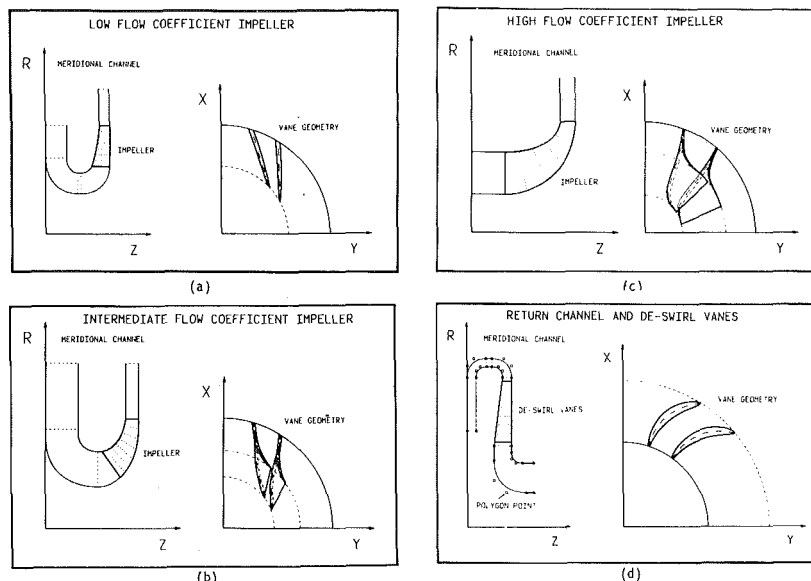 LOW FLOW COEFFICIENT IMPELLER
R
MERIDIONAL CHANNEL
X
VANE GEOMETRY
IMPELLER
Z
Y
(a)
HIGH FLOW COEFFICIENT IMPELLER
R
MERIDIONAL CHANNEL
X
VANE GEOMETRY
IMPELLER
Z
Y
(c)
INTERMEDIATE FLOW COEFFICIENT IMPELLER
R
MERIDIONAL CHANNEL
X
VANE GEOMETRY
IMPELLER
Z
Y
(b)
RETURN CHANNEL AND DE-SWIRL VANES
R
MERIDIONAL CHANNEL
X
VANE GEOMETRY
DE-SWIRL VANES
POLYGON POINT
Z
Y
(d)